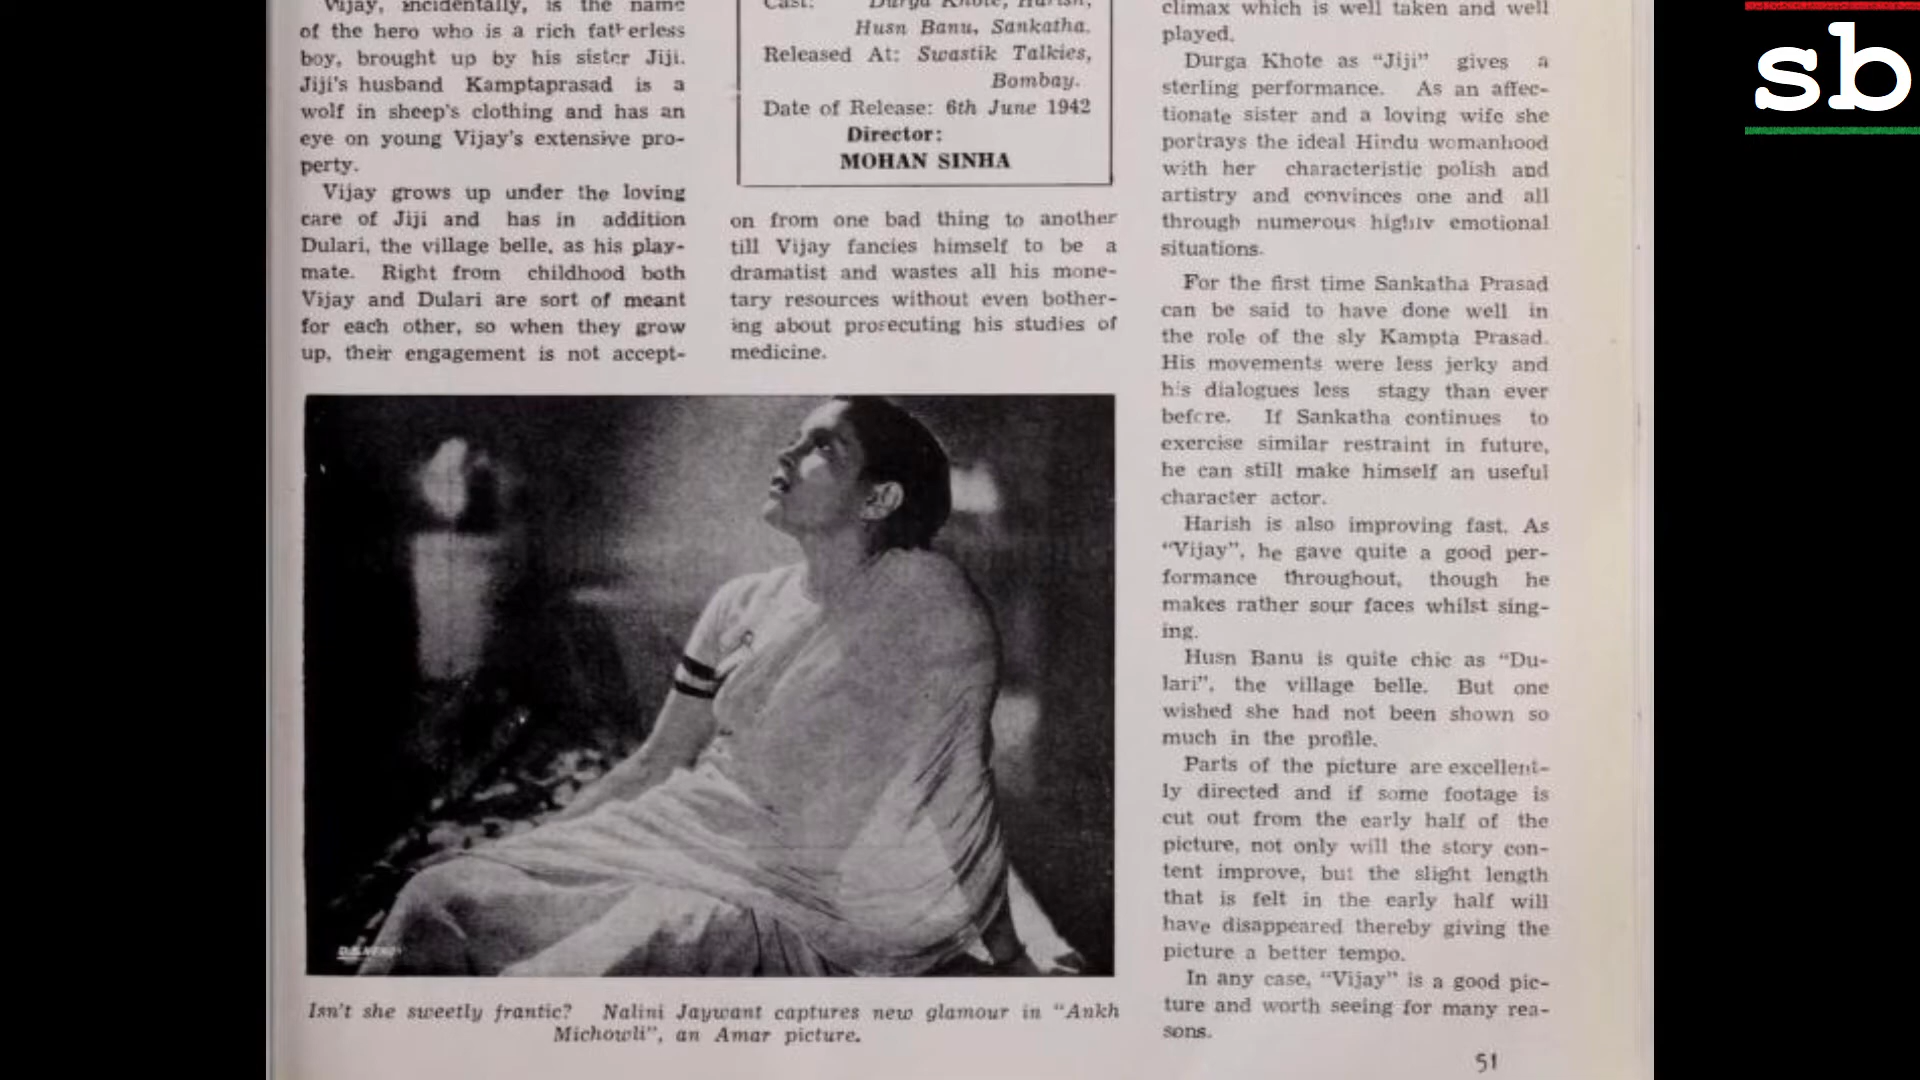 Vijay, incidentally, is the name
of the hero who is a rich fatherless
boy, brought up by his sister Jiji.
Jiji's husband Kamptaprasad is a
wolf in sheep's clothing and has an
eye on young Vijay's extensive pro-
perty.
Vijay grows up under the loving
care of Jiji and has in addition
Dulari, the village belle, as his play-
mate. Right from childhood both
Vijay and Dulari are sort of meant
for each other, so when they grow
up, their engagement is not accept-
Cast: Durga Khote, Harish,
Husn Banu, Sankatha.
Released At: Swastik Talkies,
Bombay.
Date of Release: 6th June 1942
Director:
MOHAN SINHA
on from one bad thing to another
till Vijay fancies himself to be a
dramatist and wastes all his mone-
tary resources without even bother-
ing about prosecuting his studies of
medicine.
Isn't she sweetly frantic? Nalini Jaywant captures new glamour in "Ankh
Michowli", an Amar picture.
climax which is well taken and well
played.
Durga Khote as "Jiji" gives a
sterling performance. As an affec-
tionate sister and a loving wife she
portrays the ideal Hindu womanhood
with her characteristic polish and
artistry and convinces one and all
through numerous highly emotional
situations.
For the first time Sankatha Prasad
can be said to have done well in
the role of the sly Kampta Prasad.
His movements were less jerky and
his dialogues less stagy than ever
before. If Sankatha continues to
exercise similar restraint in future,
he can still make himself an useful
character actor.
Harish is also improving fast. As
"Vijay", he gave quite a good per-
formance throughout, though he
makes rather sour faces whilst sing-
ing.
Husn Banu is quite chic as "Du-
lari", the village belle. But one
wished she had not been shown so
much in the profile.
Parts of the picture are excellent-
ly directed and if some footage is
cut out from the early half of the
picture, not only will the story con-
tent improve, but the slight length
that is felt in the early half will
have disappeared thereby giving the
picture a better tempo.
In any case, "Vijay" is a good pic-
ture and worth seeing for many rea-
sons.
51
sb